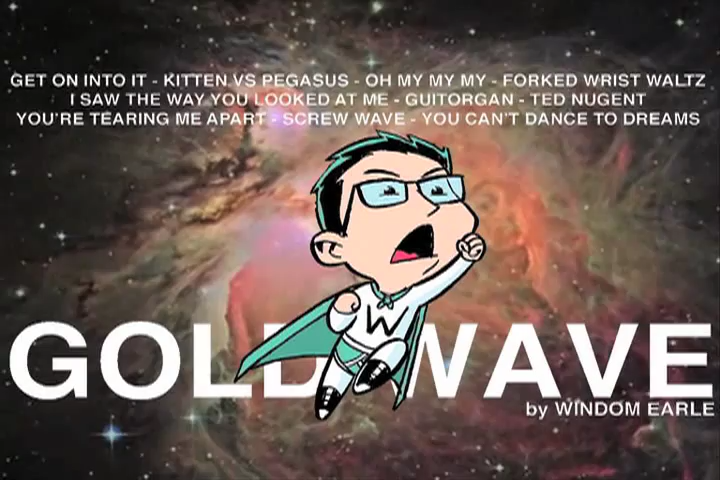 GET ON INTO IT - KITTEN VS PEGASUS - OH MY MY MY - FORKED WRIST WALTZ
I SAW THE WAY YOU LOOKED AT ME - GUITORGAN - TED NUGENT
YOU'RE TEARING ME APART - SCREW WAVE - YOU CAN'T DANCE TO DREAMS
W
GOLD WAVE
by WINDOM EARLE